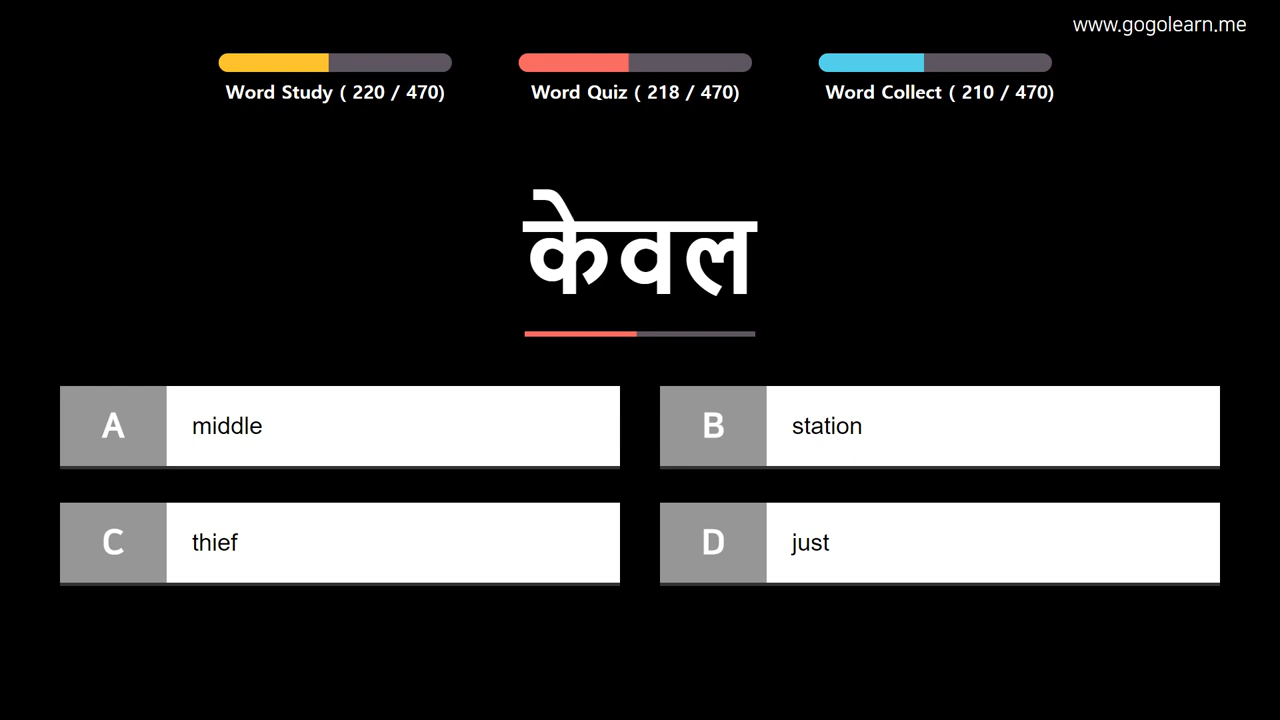 www.gogolearn.me
Word Study ( 220 / 470)
Word Quiz ( 218 / 470)
Word Collect ( 210 / 470)
केवल
A middle
B station
C thief
D just